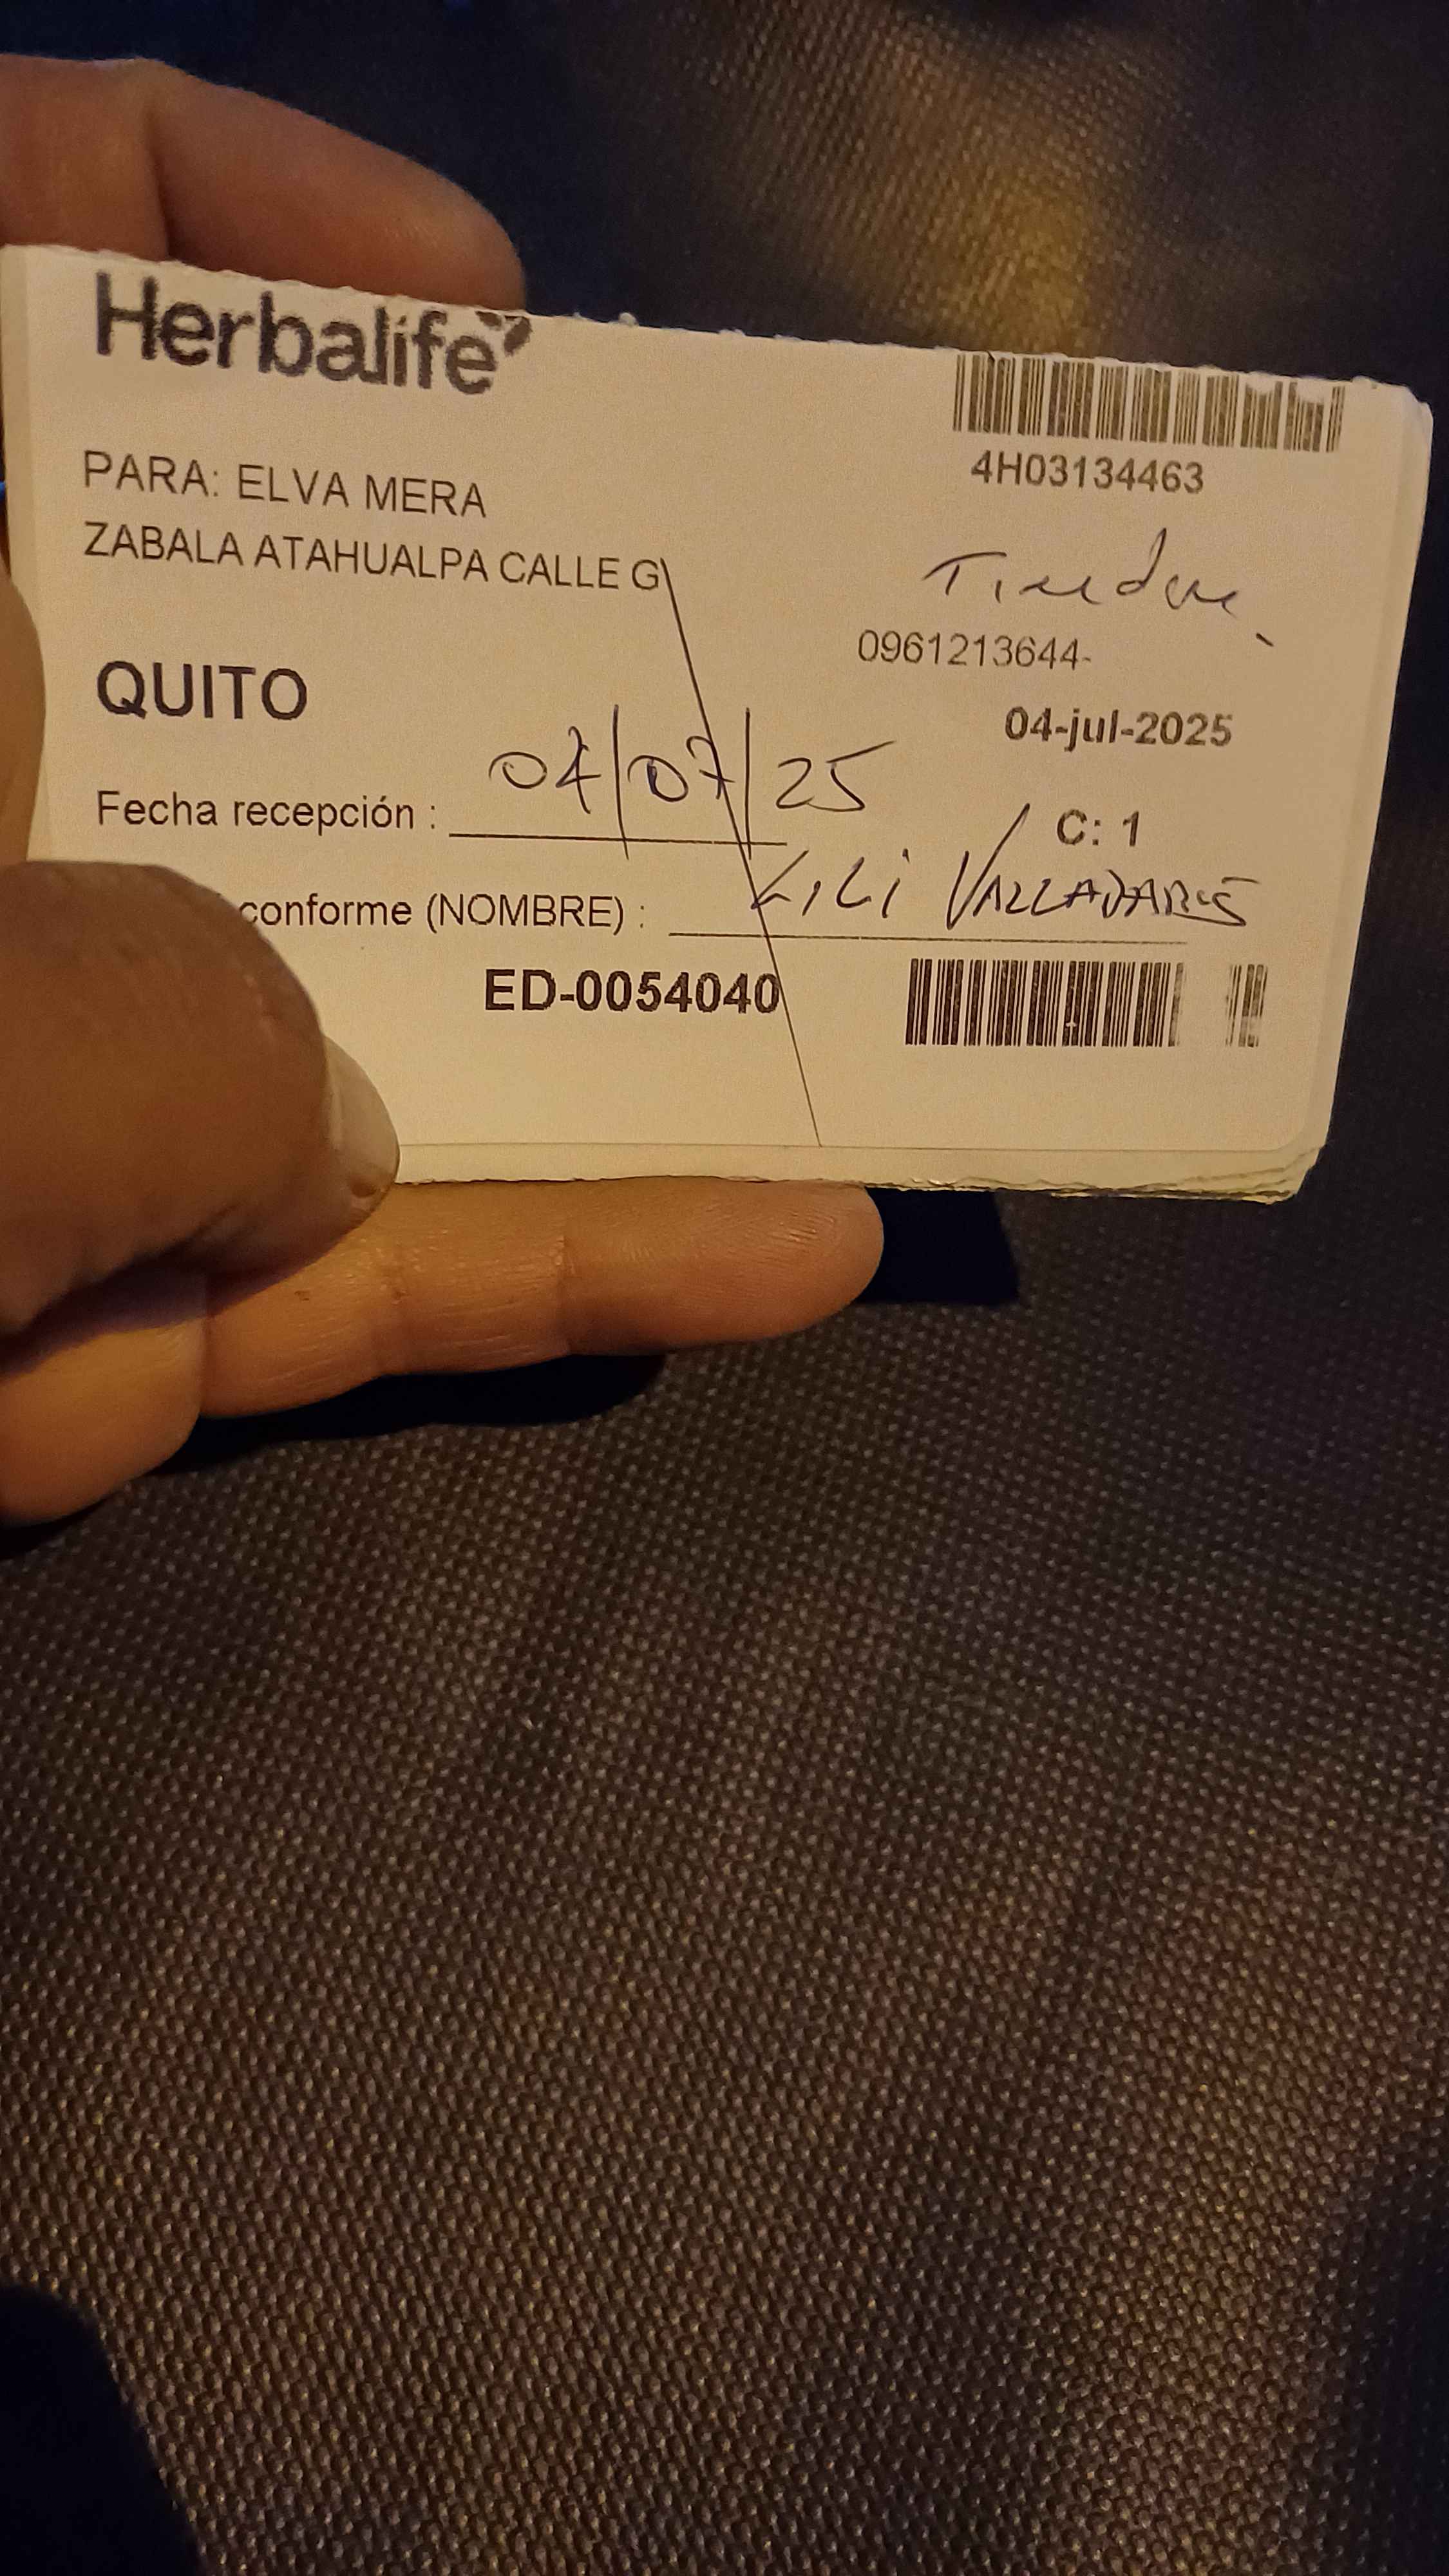 Herbalife
4H03134463
PARA: ELVA MERA
ZABALA ATAHUALPA CALLE G
0961213644-
QUITO
04-jul-2025
Fecha recepción : 04/07/25
C: 1
conforme (NOMBRE) : LiLi VALLADARES
ED-0054040